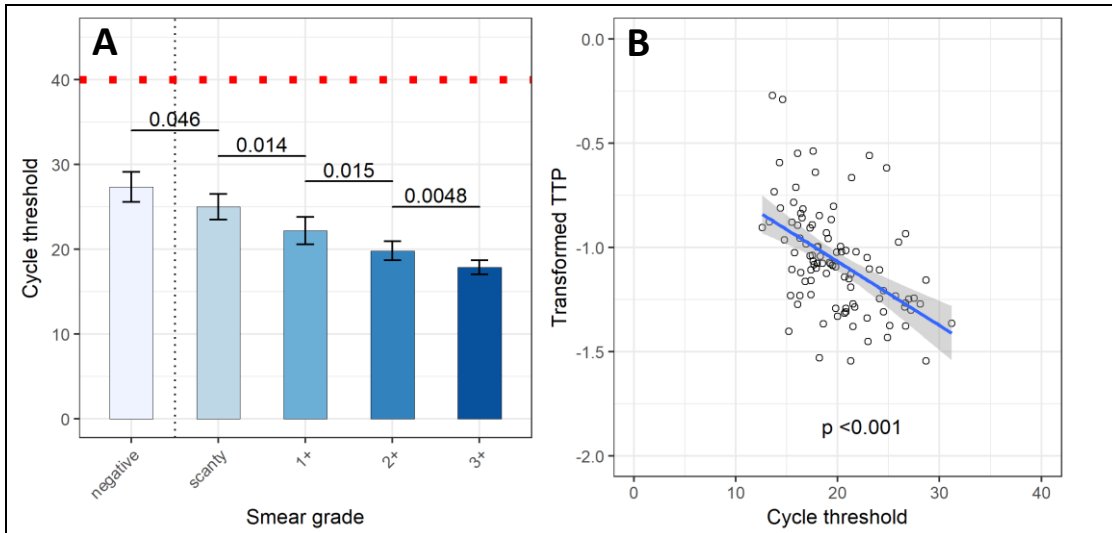 A
Cycle threshold
40
30
20
10
0
0.046
0.014
0.015
0.0048
negative
scanty
1+
2+
3+
Smear grade
B
Transformed TTP
0.0
-0.5
-1.0
-1.5
-2.0
p <0.001
0
10
20
30
40
Cycle threshold